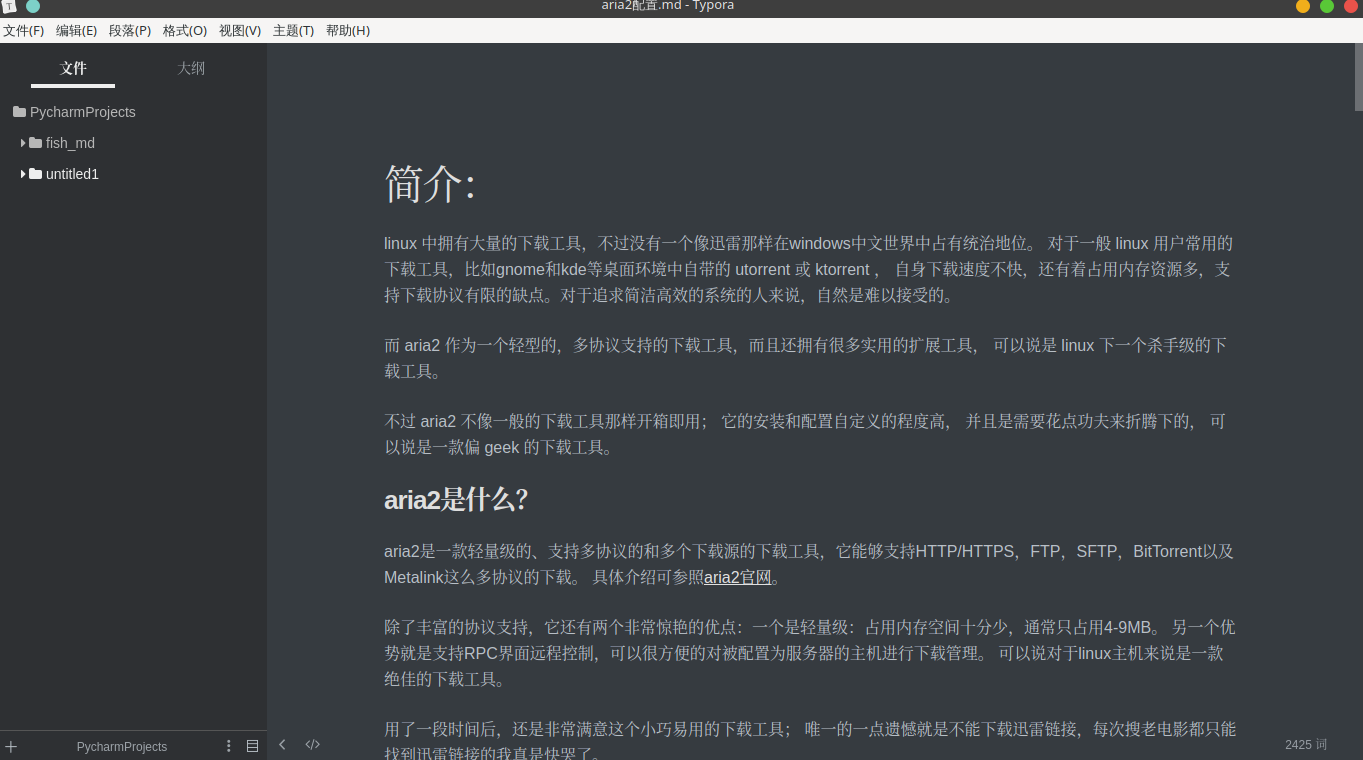 aria2配置.md - Typora
文件(F) 编辑(E) 段落(P) 格式(O) 视图(V) 主题(T) 帮助(H)
文件 大纲
PycharmProjects
fish_md
untitled1
简介：
linux 中拥有大量的下载工具，不过没有一个像迅雷那样在windows中文世界中占有统治地位。 对于一般 linux 用户常用的
下载工具，比如gnome和kde等桌面环境中自带的 utorrent 或 ktorrent ， 自身下载速度不快，还有着占用内存资源多，支
持下载协议有限的缺点。对于追求简洁高效的系统的人来说，自然是难以接受的。
而 aria2 作为一个轻型的，多协议支持的下载工具，而且还拥有很多实用的扩展工具， 可以说是 linux 下一个杀手级的下
载工具。
不过 aria2 不像一般的下载工具那样开箱即用； 它的安装和配置自定义的程度高， 并且是需要花点功夫来折腾下的， 可
以说是一款偏 geek 的下载工具。
aria2是什么？
aria2是一款轻量级的、支持多协议的和多个下载源的下载工具，它能够支持HTTP/HTTPS，FTP，SFTP，BitTorrent以及
Metalink这么多协议的下载。 具体介绍可参照aria2官网。
除了丰富的协议支持，它还有两个非常惊艳的优点：一个是轻量级：占用内存空间十分少，通常只占用4-9MB。 另一个优
势就是支持RPC界面远程控制，可以很方便的对被配置为服务器的主机进行下载管理。 可以说对于linux主机来说是一款
绝佳的下载工具。
用了一段时间后，还是非常满意这个小巧易用的下载工具； 唯一的一点遗憾就是不能下载迅雷链接，每次搜老电影都只能
找到迅雷链接的我真是快哭了。
PycharmProjects
2425 词